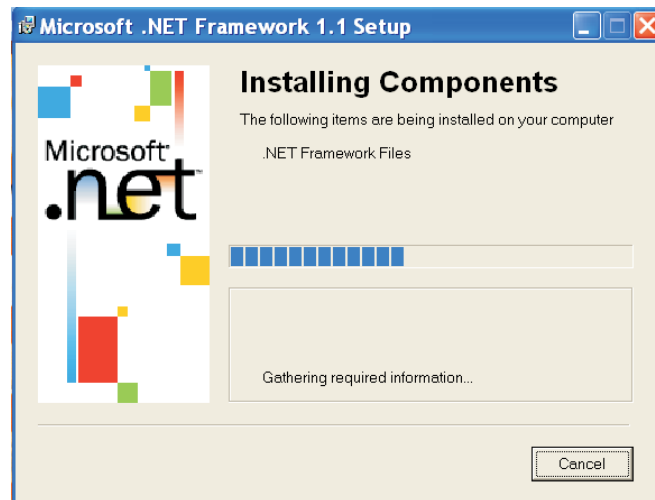 Microsoft .NET Framework 1.1 Setup
Installing Components
The following items are being installed on your computer
.NET Framework Files
Microsoft
.net
Gathering required information...
Cancel